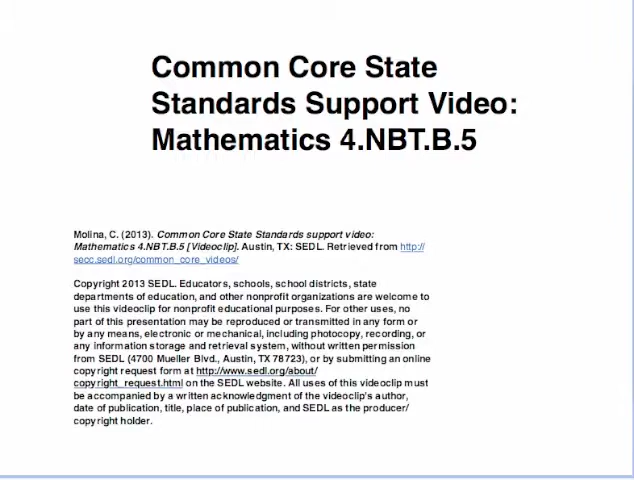 Common Core State
Standards Support Video:
Mathematics 4.NBT.B.5
Molina, C. (2013). Common Core State Standards support video:
Mathematics 4.NBT.B.5 [Videoclip]. Austin, TX: SEDL. Retrieved from http://
secc.sedl.org/common_core_videos/
Copyright 2013 SEDL. Educators, schools, school districts, state
departments of education, and other nonprofit organizations are welcome to
use this videoclip for nonprofit educational purposes. For other uses, no
part of this presentation may be reproduced or transmitted in any form or
by any means, electronic or mechanical, including photocopy, recording, or
any information storage and retrieval system, without written permission
from SEDL (4700 Mueller Blvd., Austin, TX 78723), or by submitting an online
copyright request form at http://www.sedl.org/about/
copyright_request.html on the SEDL website. All uses of this videoclip must
be accompanied by a written acknowledgment of the videoclip's author,
date of publication, title, place of publication, and SEDL as the producer/
copyright holder.